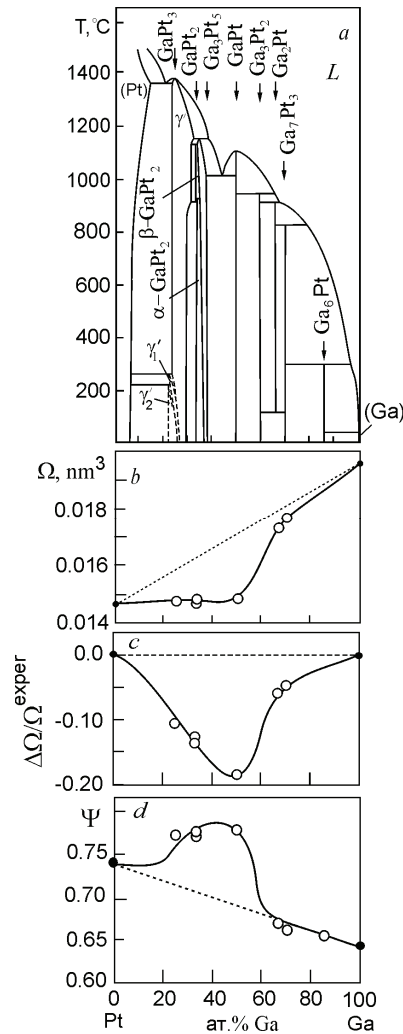 T, °C
GaPt3
GaPt2
Ga3Pt5
GaPt
Ga3Pt2
Ga2Pt
a
L
1400
(Pt)
γ'
Ga7Pt3
1200
1000
β–GaPt2
800
α–GaPt2
600
Ga6Pt
400
γ1'
200
γ2'
(Ga)
Ω, nm3
b
0.018
0.016
0.014
c
0.0
-0.10
-0.20
ΔΩ/Ωexper
Ψ
d
0.75
0.70
0.65
0.60
0 20 40 60 80 100
Pt ат.% Ga Ga